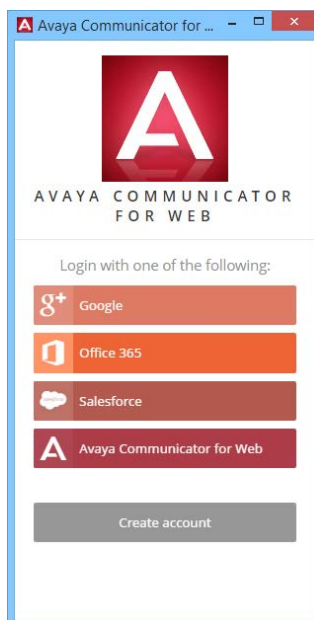 Avaya Communicator for ...
AVAYA COMMUNICATOR
FOR WEB
Login with one of the following:
g+ Google
Office 365
Salesforce
Avaya Communicator for Web
Create account